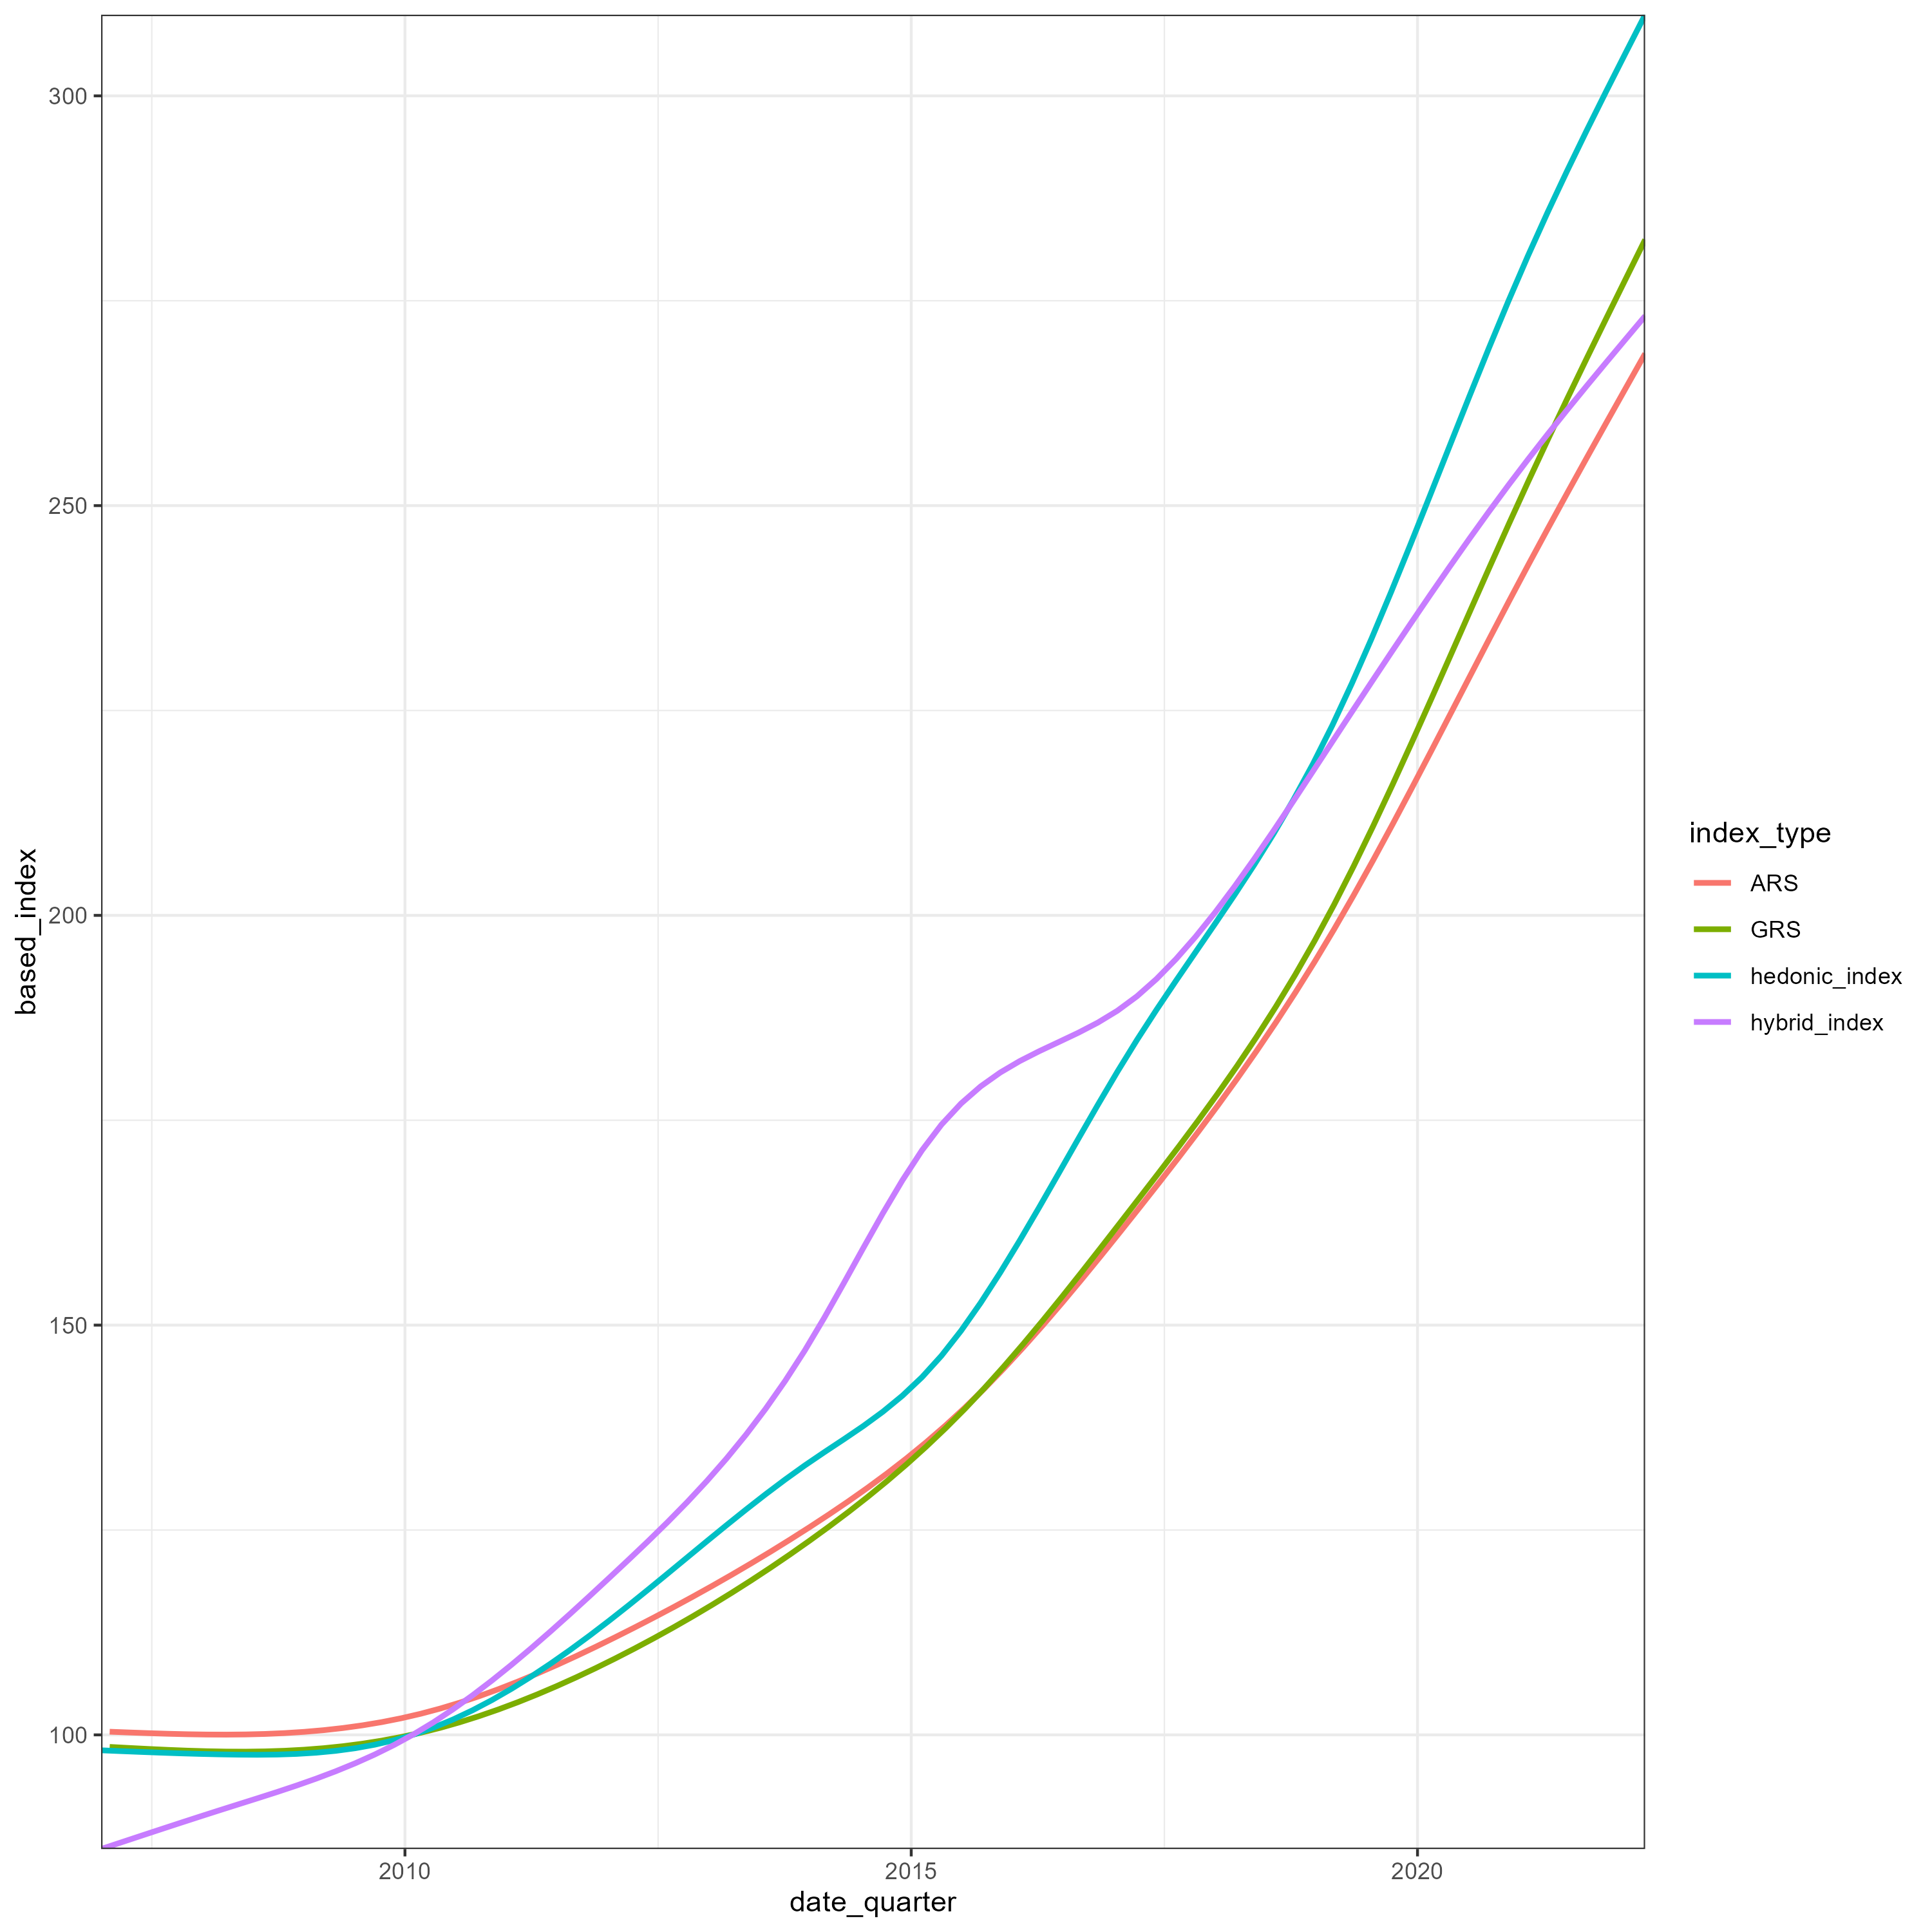 300
250
200
150
100
based_index
2010
2015
2020
date_quarter
index_type
ARS
GRS
hedonic_index
hybrid_index